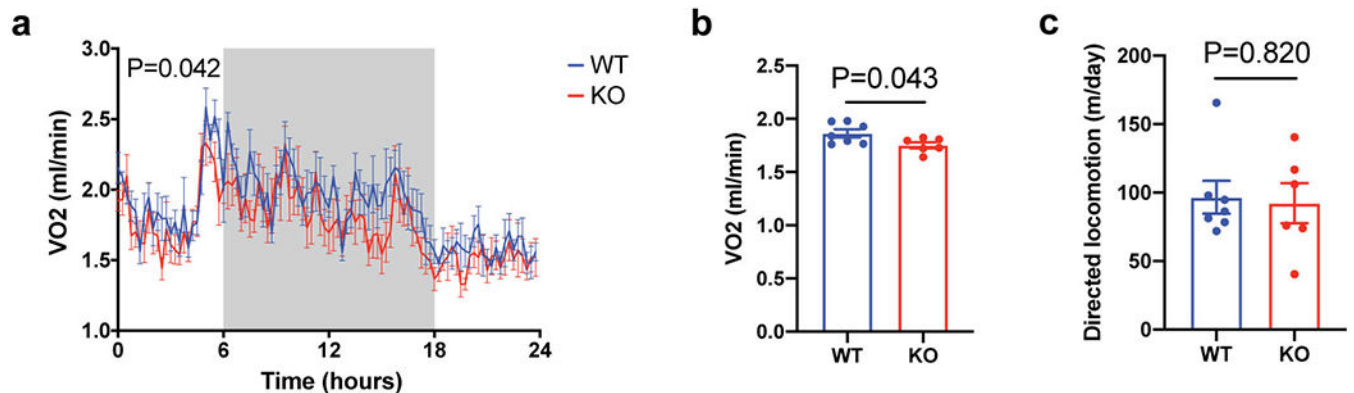 a
P=0.042
WT
KO
VO2 (ml/min)
3.0
2.5
2.0
1.5
1.0
0
6
12
18
24
Time (hours)
b
P=0.043
VO2 (ml/min)
2.5
2.0
1.5
1.0
0.5
0.0
WT
KO
c
P=0.820
Directed locomotion (m/day)
200
150
100
50
0
WT
KO